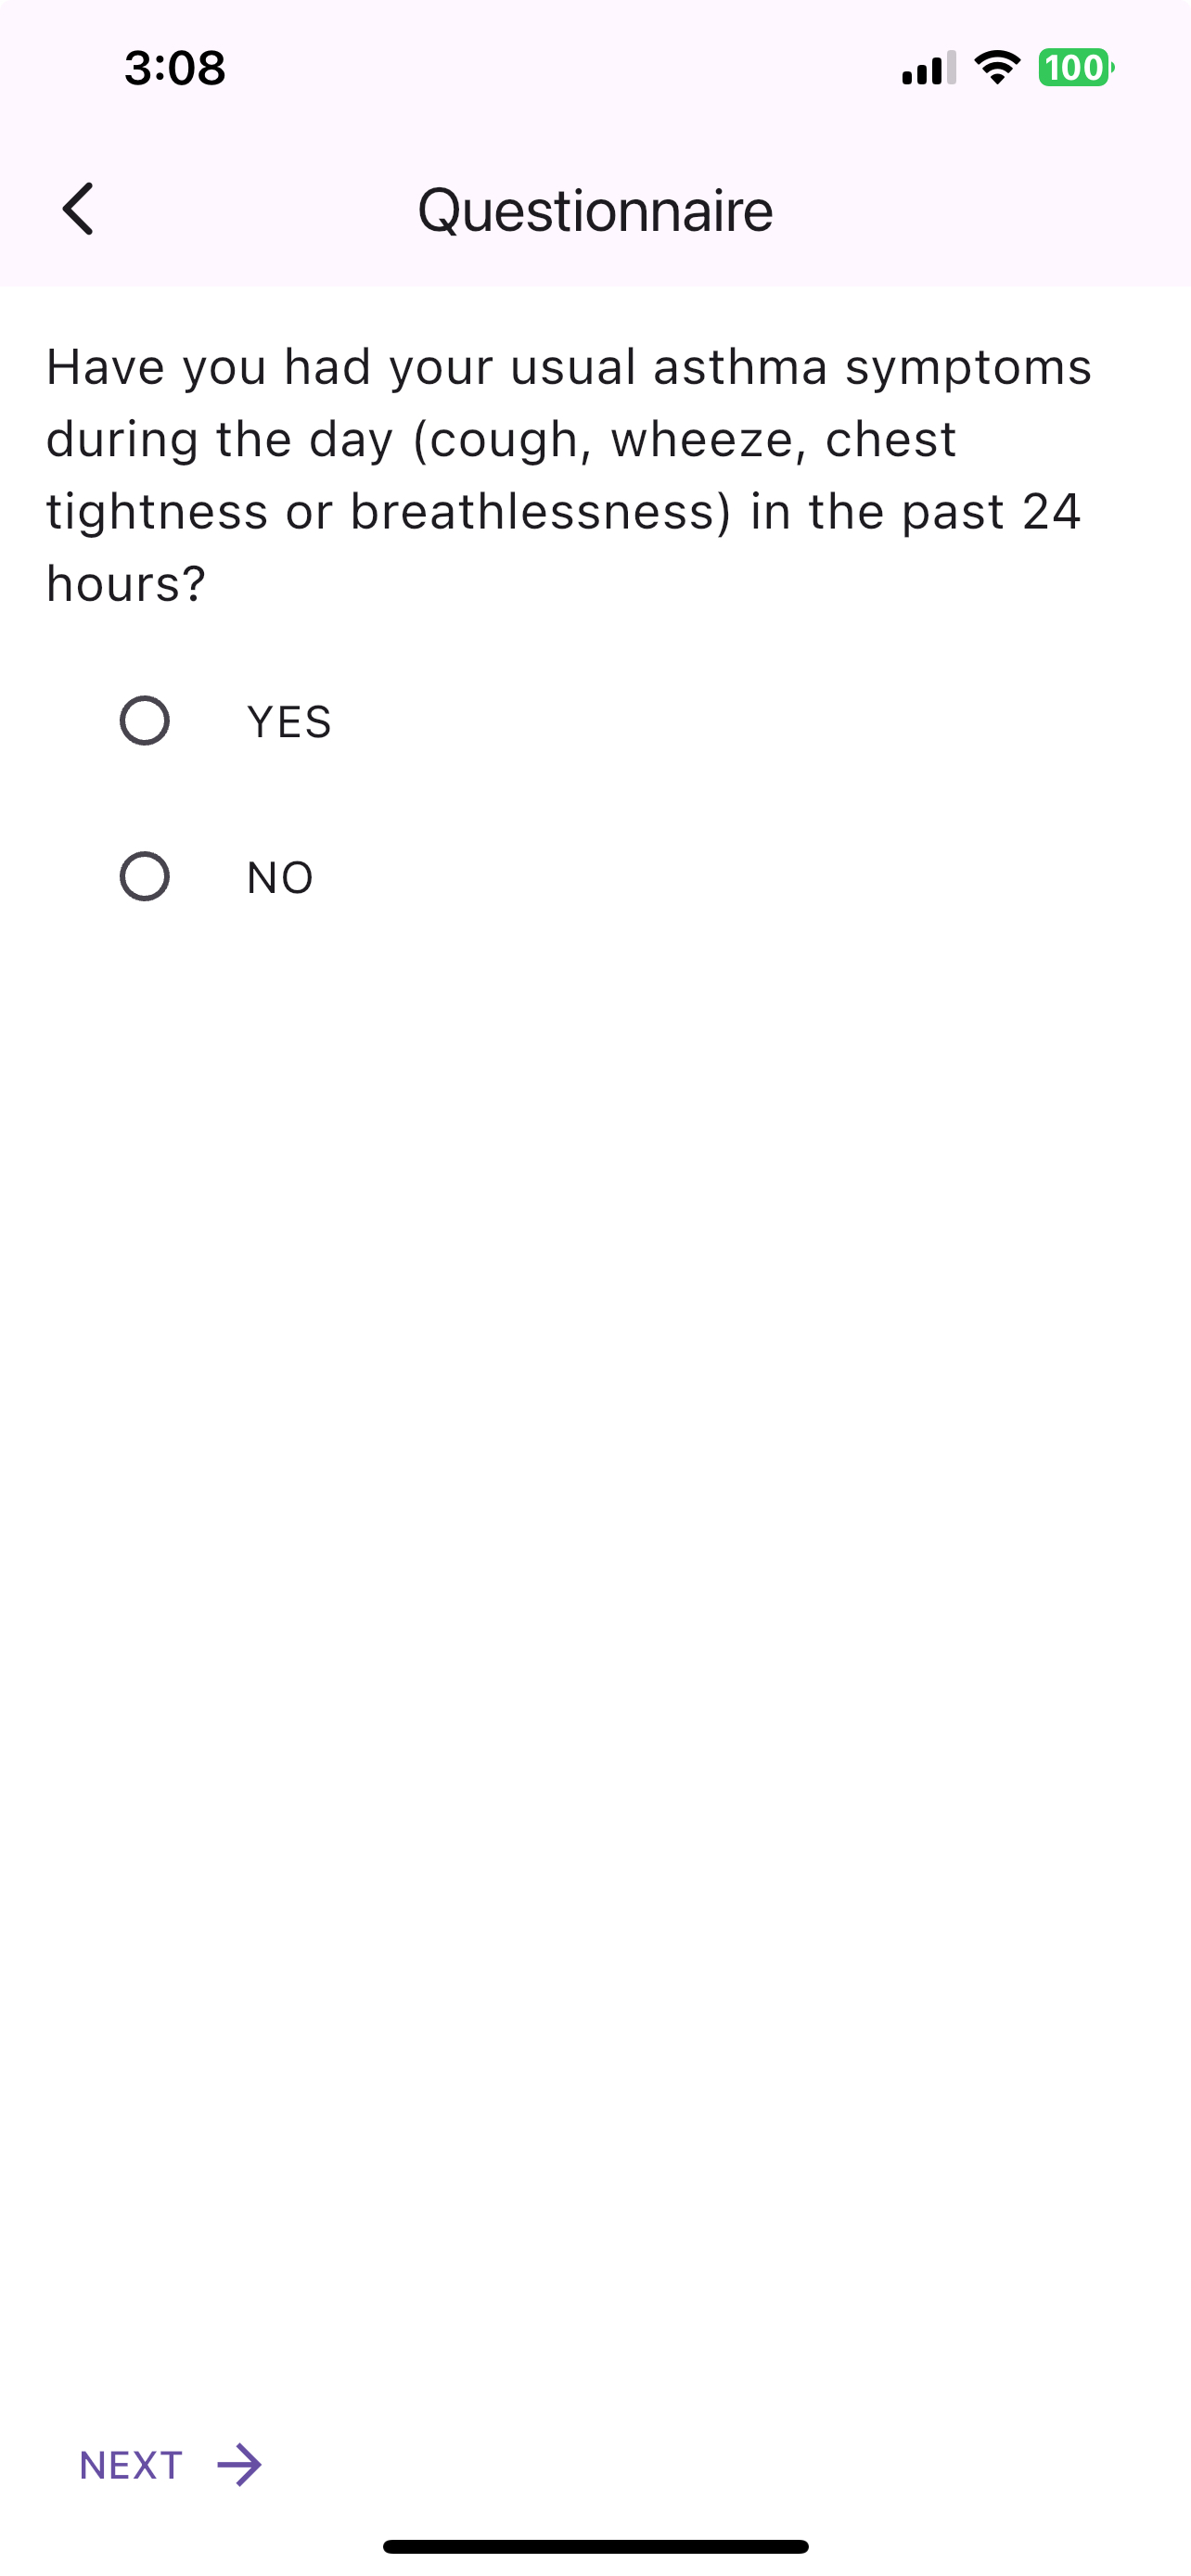 3:08
100
Questionnaire
Have you had your usual asthma symptoms
during the day (cough, wheeze, chest
tightness or breathlessness) in the past 24
hours?
YES
NO
NEXT